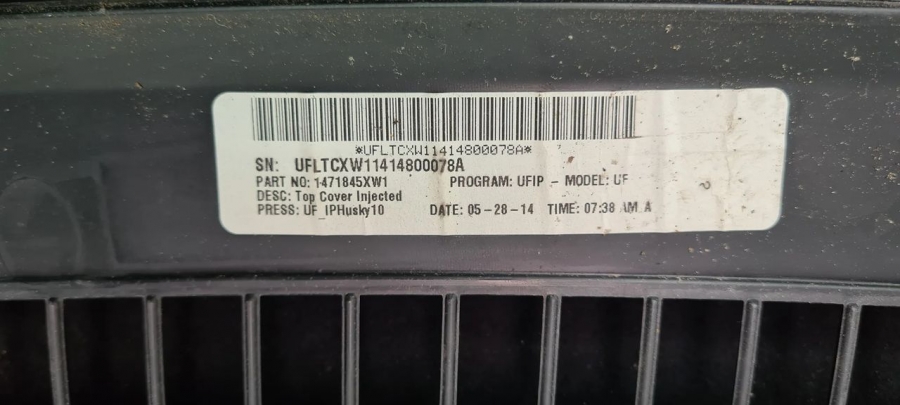 *UFLTCXW11414800078A*
SN: UFLTCXW11414800078A
PART NO: 1471845XW1 PROGRAM: UFIP - MODEL: UF
DESC: Top Cover Injected
PRESS: UF_IPHusky10 DATE: 05-28-14 TIME: 07:38 AM A